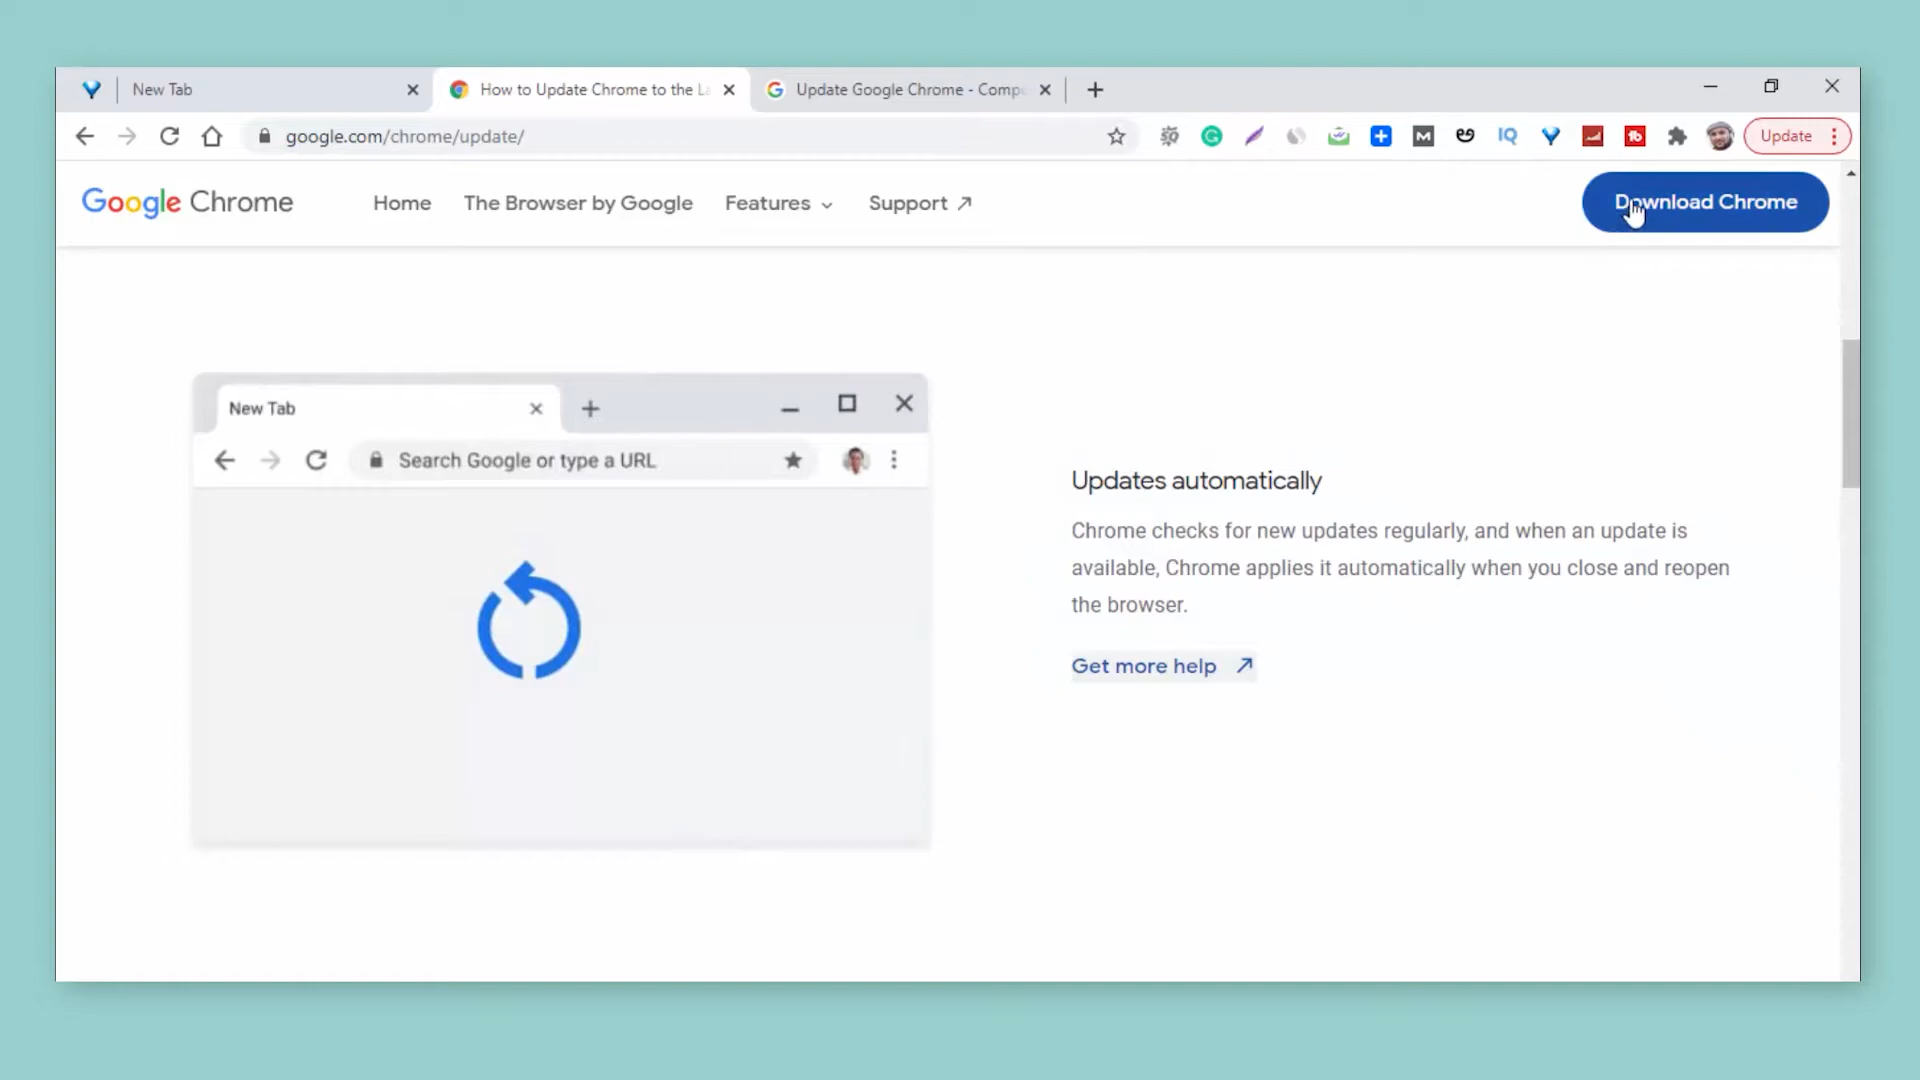 New Tab
How to Update Chrome to the La
Update Google Chrome - Compu
google.com/chrome/update/
Update
Google Chrome
Home
The Browser by Google
Features
Support
Download Chrome
New Tab
Search Google or type a URL
Updates automatically
Chrome checks for new updates regularly, and when an update is
available, Chrome applies it automatically when you close and reopen
the browser.
Get more help
IQ
M